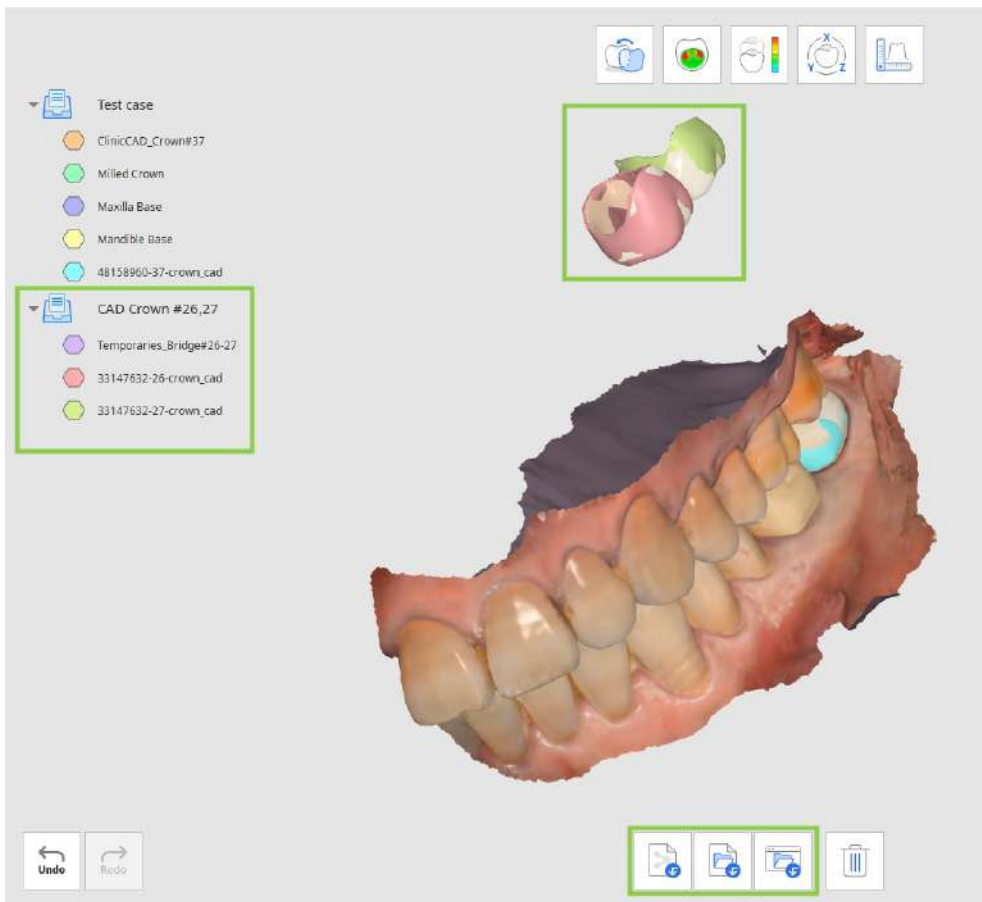 X
Y Z
Test case
ClinicCAD_Crown#37
Milled Crown
Maxilla Base
Mandible Base
48158960-37-crown_cad
CAD Crown #26,27
Temporaries_Bridge#26-27
33147632-26-crown_cad
33147632-27-crown_cad
Undo
Redo